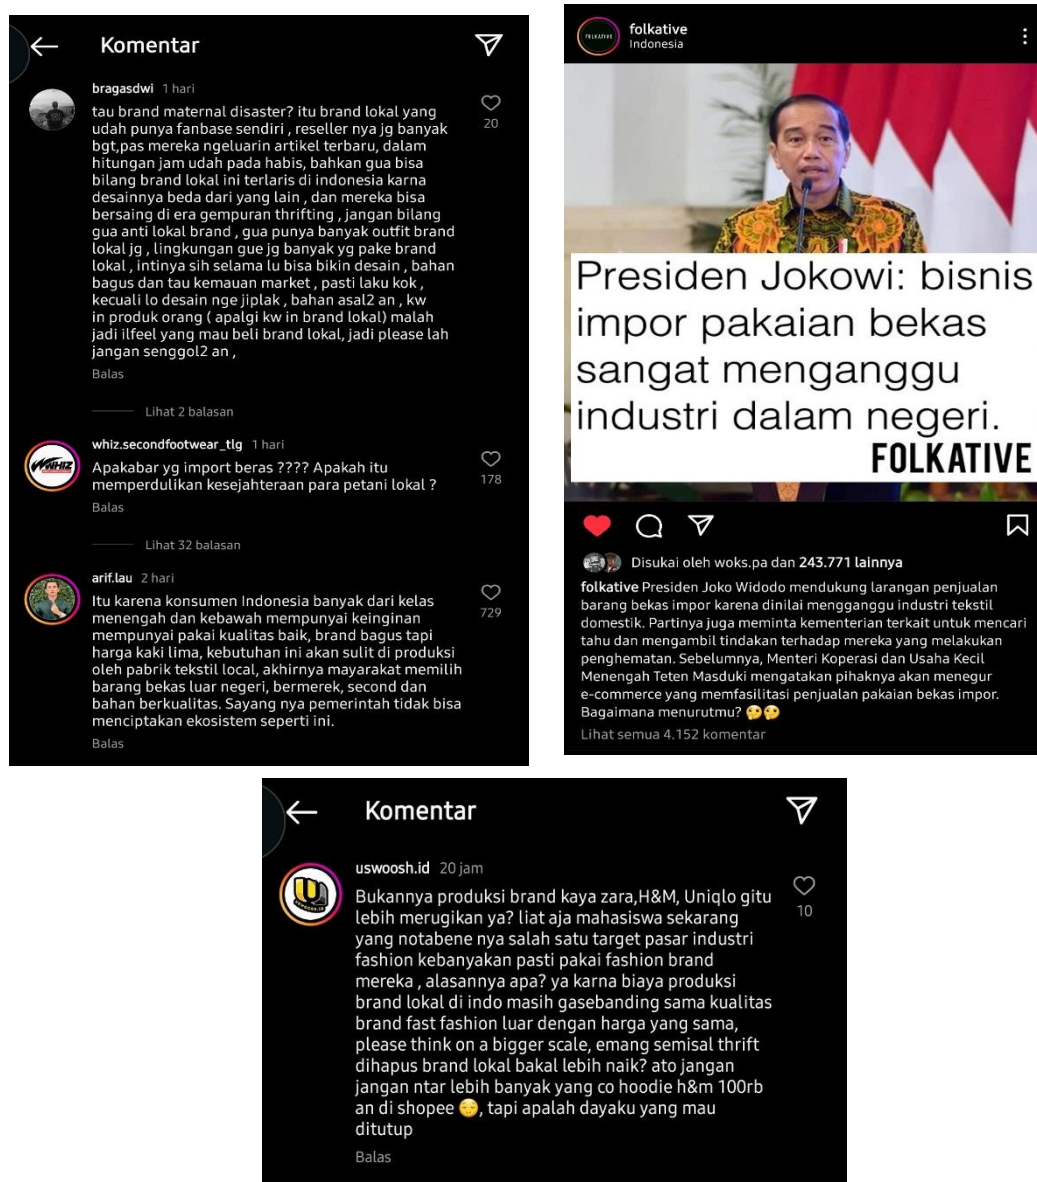 Komentar
bragasdwi 1 hari
tau brand maternal disaster? itu brand lokal yang
udah punya fanbase sendiri , reseller nya jg banyak
bgt,pas mereka ngeluarin artikel terbaru, dalam
hitungan jam udah pada habis, bahkan gua bisa
bilang brand lokal ini terlaris di indonesia karna
desainnya beda dari yang lain , dan mereka bisa
bersaing di era gempuran thrifting , jangan bilang
gua anti lokal brand , gua punya banyak outfit brand
lokal jg , lingkungan gue jg banyak yg pake brand
lokal , intinya sih selama lu bisa bikin desain , bahan
bagus dan tau kemauan market , pasti laku kok ,
kecuali lo desain nge jiplak , bahan asal2 an , kw
in produk orang ( apalgi kw in brand lokal) malah
jadi ilfeel yang mau beli brand lokal, jadi please lah
jangan senggol2 an ,
20
Balas
Lihat 2 balasan
whiz.secondfootwear_tlg 1 hari
Apakabar yg import beras ???? Apakah itu
memperdulikan kesejahteraan para petani lokal ?
178
Balas
Lihat 32 balasan
WHIZ
arif.lau 2 hari
Itu karena konsumen Indonesia banyak dari kelas
menengah dan kebawah mempunyai keinginan
mempunyai pakai kualitas baik, brand bagus tapi
harga kaki lima, kebutuhan ini akan sulit di produksi
oleh pabrik tekstil local, akhirnya mayarakat memilih
barang bekas luar negeri, bermerek, second dan
bahan berkualitas. Sayang nya pemerintah tidak bisa
menciptakan ekosistem seperti ini.
729
Balas
FOLKATIVE
folkative
Indonesia
Presiden Jokowi: bisnis
impor pakaian bekas
sangat menganggu
industri dalam negeri.
FOLKATIVE
Disukai oleh woks.pa dan 243.771 lainnya
folkative Presiden Joko Widodo mendukung larangan penjualan
barang bekas impor karena dinilai mengganggu industri tekstil
domestik. Partinya juga meminta kementerian terkait untuk mencari
tahu dan mengambil tindakan terhadap mereka yang melakukan
penghematan. Sebelumnya, Menteri Koperasi dan Usaha Kecil
Menengah Teten Masduki mengatakan pihaknya akan menegur
e-commerce yang memfasilitasi penjualan pakaian bekas impor.
Bagaimana menurutmu? 🤔🤔
Lihat semua 4.152 komentar
Komentar
uswoosh.id 20 jam
Bukannya produksi brand kaya zara,H&M, Uniqlo gitu
lebih merugikan ya? liat aja mahasiswa sekarang
yang notabene nya salah satu target pasar industri
fashion kebanyakan pasti pakai fashion brand
mereka , alasannya apa? ya karna biaya produksi
brand lokal di indo masih gasebanding sama kualitas
brand fast fashion luar dengan harga yang sama,
please think on a bigger scale, emang semisal thrift
dihapus brand lokal bakal lebih naik? ato jangan
jangan ntar lebih banyak yang co hoodie h&m 100rb
an di shopee 😌, tapi apalah dayaku yang mau
ditutup
10
Balas